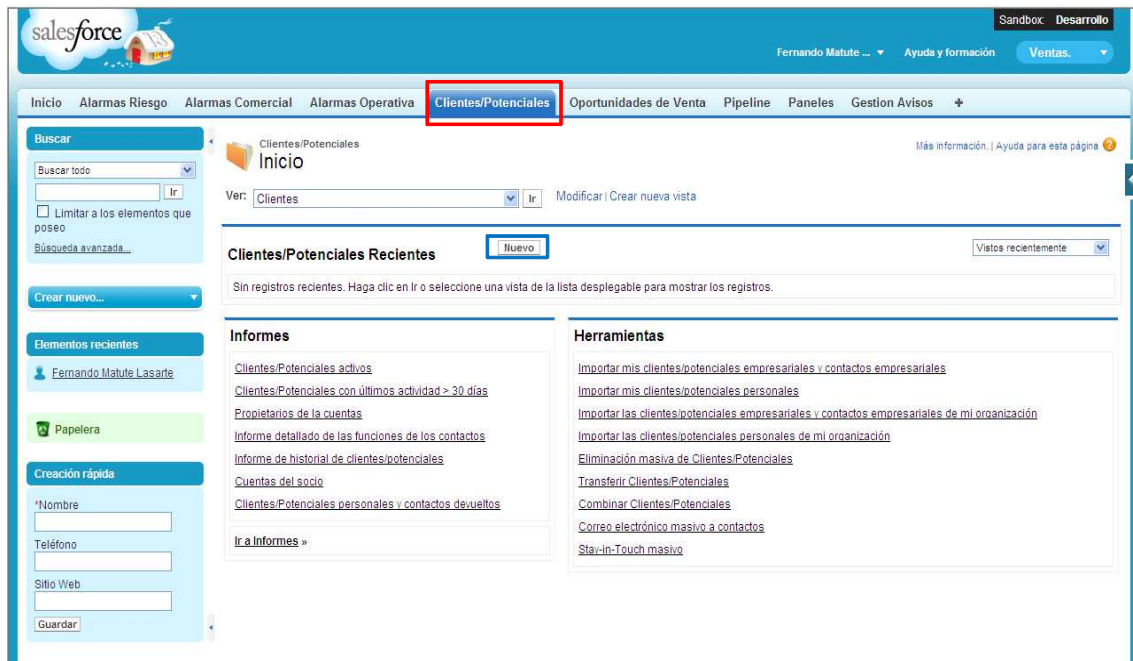 salesforce
Sandbox: Desarrollo
Fernando Matute ... Ayuda y formación Ventas.
Inicio Alarmas Riesgo Alarmas Comercial Alarmas Operativa Clientes/Potenciales Oportunidades de Venta Pipeline Paneles Gestion Avisos +
Buscar
Buscar todo
Ir
Limitar a los elementos que
poseo
Búsqueda avanzada...
Crear nuevo...
Elementos recientes
Fernando Matute Lasarte
Papelera
Creación rápida
*Nombre
Teléfono
Sitio Web
Guardar
Clientes/Potenciales
Inicio
Más información. | Ayuda para esta página ?
Ver: Clientes Ir Modificar | Crear nueva vista
Clientes/Potenciales Recientes Nuevo Vistos recientemente
Sin registros recientes. Haga clic en Ir o seleccione una vista de la lista desplegable para mostrar los registros.
Informes
Clientes/Potenciales activos
Clientes/Potenciales con últimos actividad > 30 días
Propietarios de la cuentas
Informe detallado de las funciones de los contactos
Informe de historial de clientes/potenciales
Cuentas del socio
Clientes/Potenciales personales y contactos devueltos
Ir a Informes »
Herramientas
Importar mis clientes/potenciales empresariales y contactos empresariales
Importar mis clientes/potenciales personales
Importar las clientes/potenciales empresariales y contactos empresariales de mi organización
Importar las clientes/potenciales personales de mi organización
Eliminación masiva de Clientes/Potenciales
Transferir Clientes/Potenciales
Combinar Clientes/Potenciales
Correo electrónico masivo a contactos
Stay-in-Touch masivo